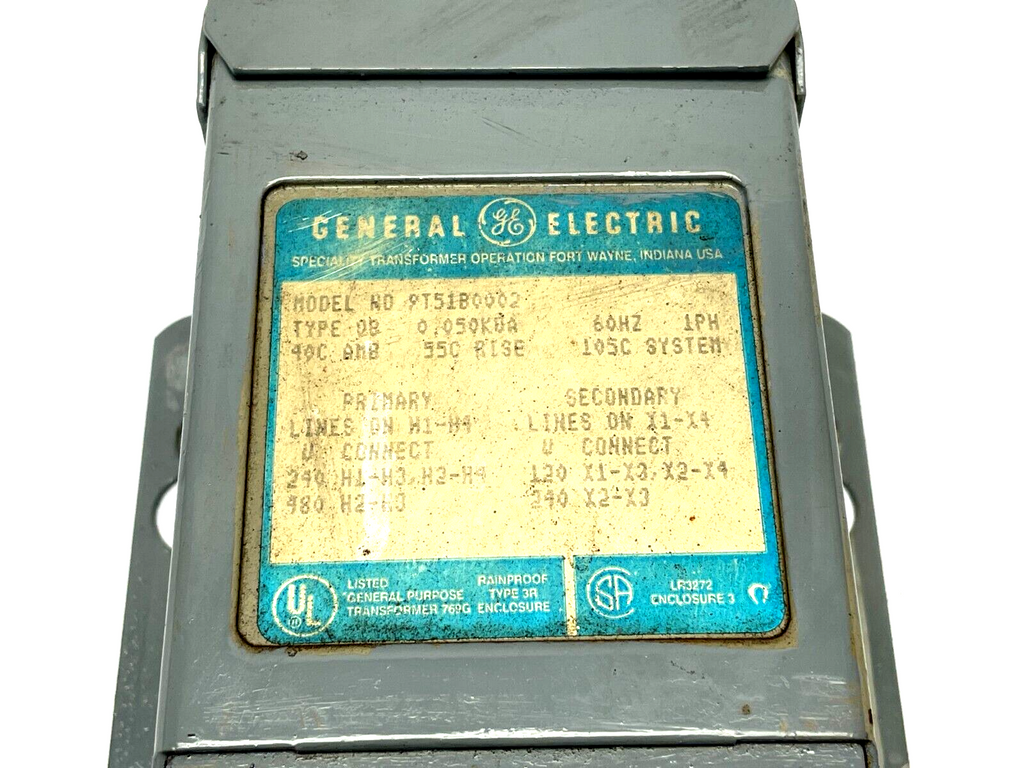 GENERAL GE ELECTRIC
SPECIALTY TRANSFORMER OPERATION FORT WAYNE, INDIANA USA
MODEL NO 9T51B0002
TYPE QB 0.050KVA 60HZ 1PH
40C AMB 55C RISE 105C SYSTEM
PRIMARY SECONDARY
LINES ON H1-H4 LINES ON X1-X4
V CONNECT V CONNECT
240 H1-H3,H2-H4 120 X1-X3,X2-X4
480 H2-H3 240 X2-X3
UL LISTED GENERAL PURPOSE TRANSFORMER 769G
RAINPROOF TYPE 3R ENCLOSURE
SA LR3272
ENCLOSURE 3